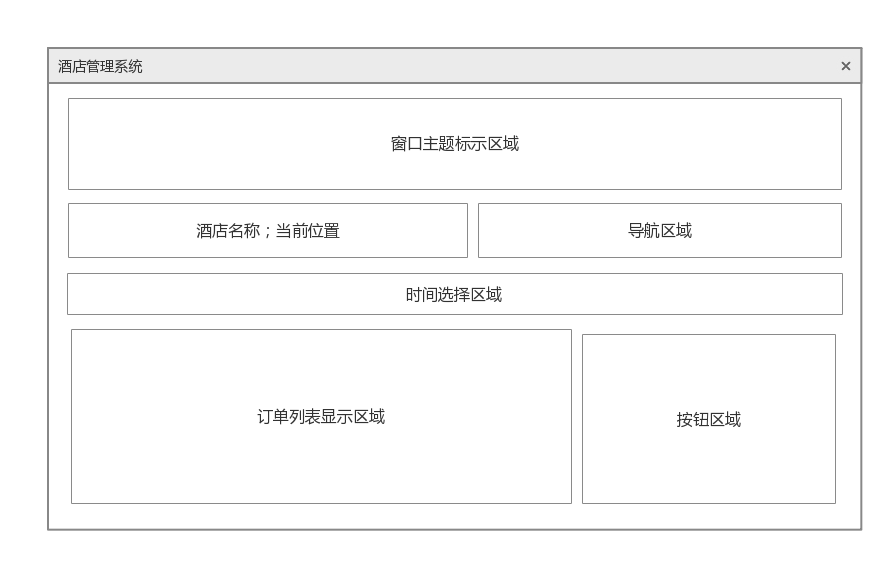 酒店管理系统
窗口主题标示区域
酒店名称；当前位置
导航区域
时间选择区域
订单列表显示区域
按钮区域